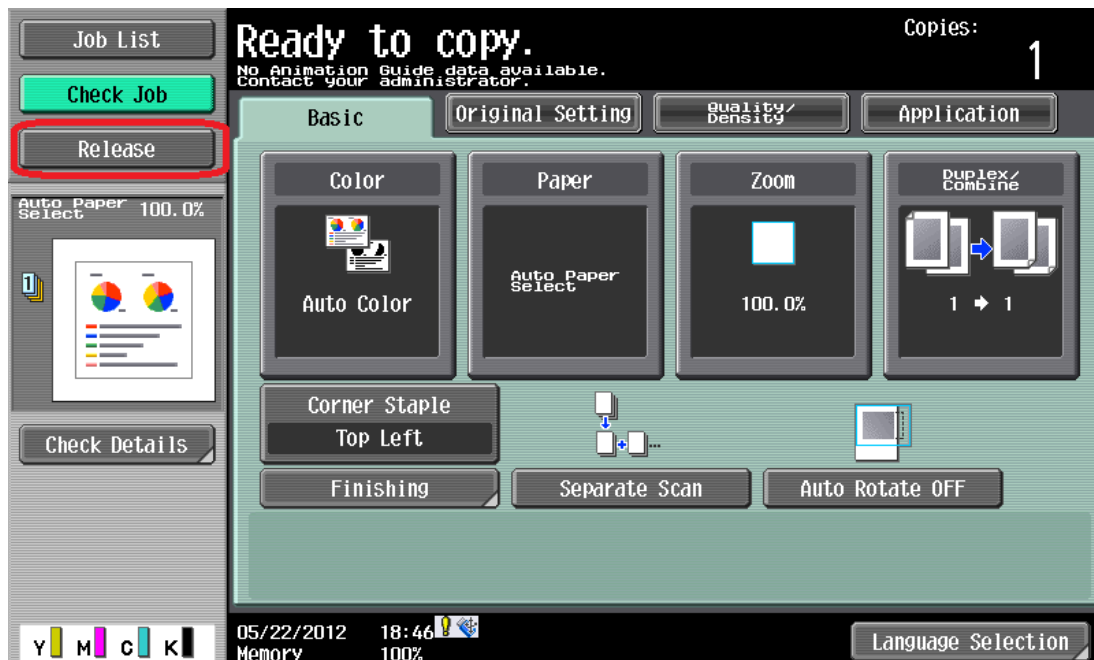 Job List
Check Job
Release
Auto Paper
Select
100.0%
1
Check Details
Y M C K
Ready to copy.
No Animation Guide data available.
Contact your administrator.
Copies:
1
Basic
Original Setting
Quality/
Density
Application
Color
Auto Color
Paper
Auto Paper
Select
Zoom
100.0%
Duplex/
Combine
1 → 1
Corner Staple
Top Left
Finishing
Separate Scan
Auto Rotate OFF
05/22/2012 18:46
Memory 100%
Language Selection